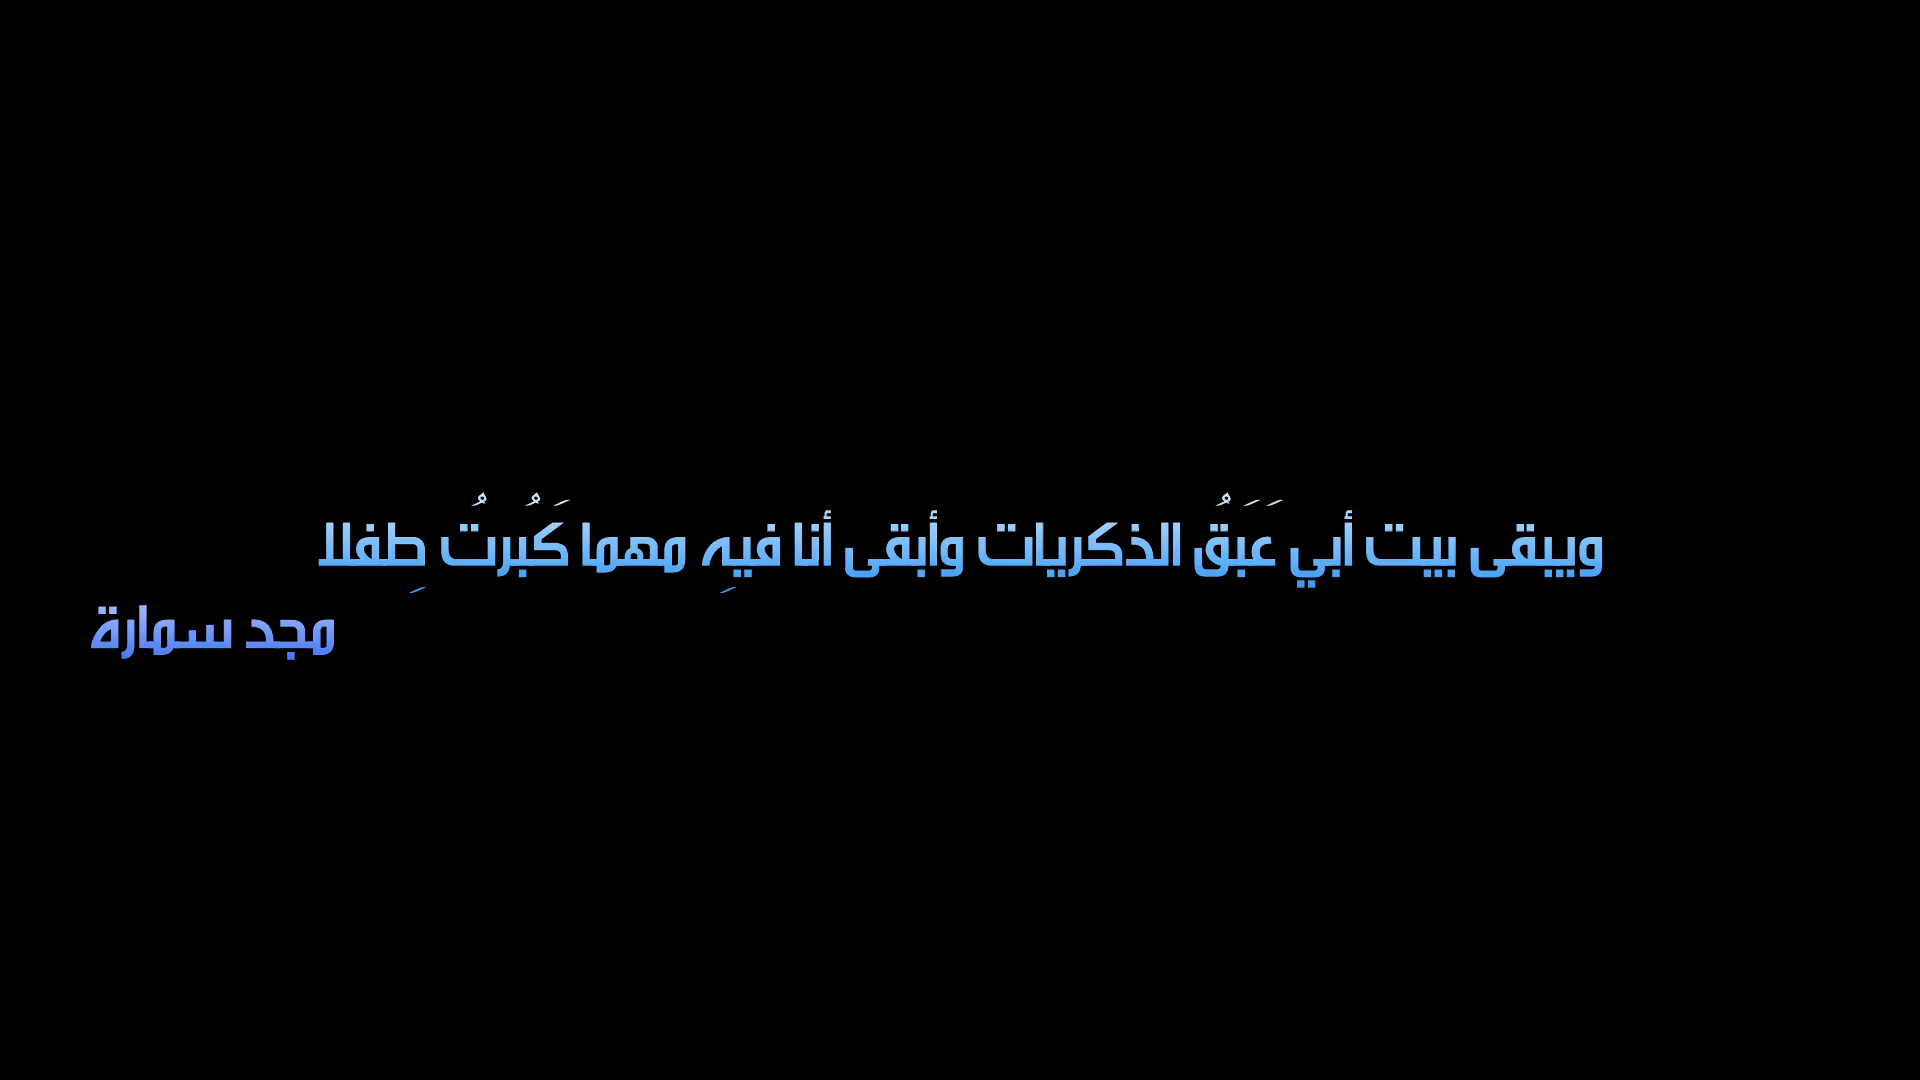 ويبقى بيت أبي عَبَقُ الذكريات وأبقى أنا فيهِ مهما كَبُرتُ طِفلا
مجد سمارة